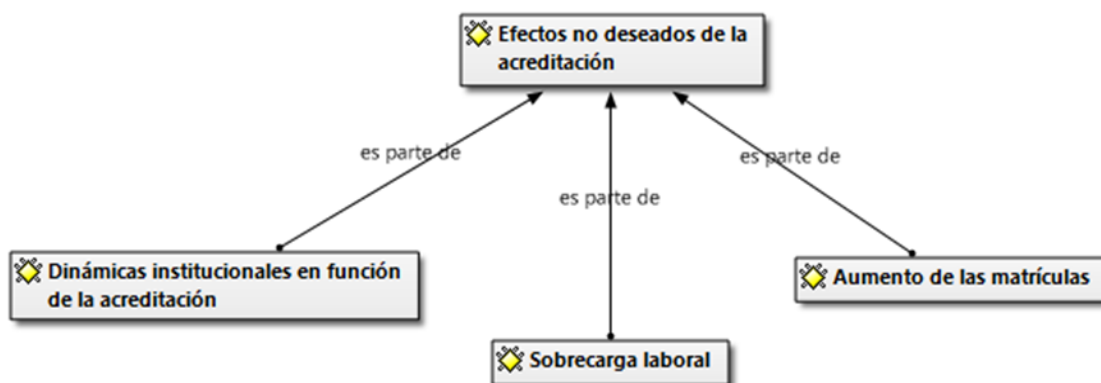 Efectos no deseados de la
acreditación
es parte de
es parte de
es parte de
Dinámicas institucionales en función
de la acreditación
Aumento de las matrículas
Sobrecarga laboral